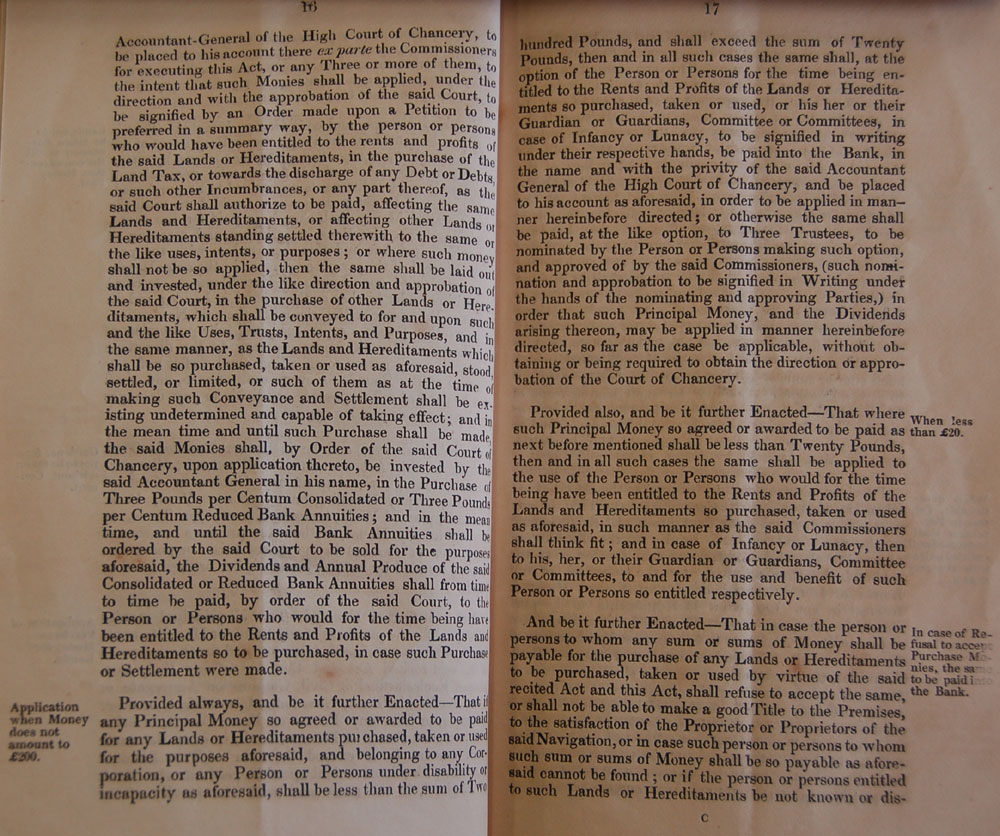 16
Accountant-General of the High Court of Chancery, to
be placed to his account there ex parte the Commissioners
for executing this Act, or any Three or more of them, to
the intent that such Monies shall be applied, under the
direction and with the approbation of the said Court, to
be signified by an Order made upon a Petition to be
preferred in a summary way, by the person or persons
who would have been entitled to the rents and profits of
the said Lands or Hereditaments, in the purchase of the
Land Tax, or towards the discharge of any Debt or Debts,
or such other Incumbrances, or any part thereof, as the
said Court shall authorize to be paid, affecting the same
Lands and Hereditaments, or affecting other Lands or
Hereditaments standing settled therewith to the same or
the like uses, intents, or purposes; or where such money
shall not be so applied, then the same shall be laid out
and invested, under the like direction and approbation of
the said Court, in the purchase of other Lands or Here-
ditaments, which shall be conveyed to for and upon such
and the like Uses, Trusts, Intents, and Purposes, and in
the same manner, as the Lands and Hereditaments which
shall be so purchased, taken or used as aforesaid, stood
settled, or limited, or such of them as at the time of
making such Conveyance and Settlement shall be ex-
isting undetermined and capable of taking effect; and in
the mean time and until such Purchase shall be made,
the said Monies shall, by Order of the said Court of
Chancery, upon application thereto, be invested by the
said Accountant General in his name, in the Purchase of
Three Pounds per Centum Consolidated or Three Pounds
per Centum Reduced Bank Annuities; and in the mean
time, and until the said Bank Annuities shall be
ordered by the said Court to be sold for the purposes
aforesaid, the Dividends and Annual Produce of the said
Consolidated or Reduced Bank Annuities shall from time
to time be paid, by order of the said Court, to the
Person or Persons who would for the time being have
been entitled to the Rents and Profits of the Lands and
Hereditaments so to be purchased, in case such Purchase
or Settlement were made.
Application
when Money
does not
amount to
£200.
Provided always, and be it further Enacted—That if
any Principal Money so agreed or awarded to be paid
for any Lands or Hereditaments purchased, taken or used
for the purposes aforesaid, and belonging to any Cor-
poration, or any Person or Persons under disability or
incapacity as aforesaid, shall be less than the sum of Two
17
hundred Pounds, and shall exceed the sum of Twenty
Pounds, then and in all such cases the same shall, at the
option of the Person or Persons for the time being en-
titled to the Rents and Profits of the Lands or Heredita-
ments so purchased, taken or used, or his her or their
Guardian or Guardians, Committee or Committees, in
case of Infancy or Lunacy, to be signified in writing
under their respective hands, be paid into the Bank, in
the name and with the privity of the said Accountant
General of the High Court of Chancery, and be placed
to his account as aforesaid, in order to be applied in man-
ner hereinbefore directed; or otherwise the same shall
be paid, at the like option, to Three Trustees, to be
nominated by the Person or Persons making such option,
and approved of by the said Commissioners, (such nomi-
nation and approbation to be signified in Writing under
the hands of the nominating and approving Parties,) in
order that such Principal Money, and the Dividends
arising thereon, may be applied in manner hereinbefore
directed, so far as the case be applicable, without ob-
taining or being required to obtain the direction or appro-
bation of the Court of Chancery.
Provided also, and be it further Enacted—That where
such Principal Money so agreed or awarded to be paid as
next before mentioned shall be less than Twenty Pounds,
then and in all such cases the same shall be applied to
the use of the Person or Persons who would for the time
being have been entitled to the Rents and Profits of the
Lands and Hereditaments so purchased, taken or used
as aforesaid, in such manner as the said Commissioners
shall think fit; and in case of Infancy or Lunacy, then
to his, her, or their Guardian or Guardians, Committee
or Committees, to and for the use and benefit of such
Person or Persons so entitled respectively.
When less
than £20.
And be it further Enacted—That in case the person or
persons to whom any sum or sums of Money shall be
payable for the purchase of any Lands or Hereditaments
to be purchased, taken or used by virtue of the said
recited Act and this Act, shall refuse to accept the same,
or shall not be able to make a good Title to the Premises,
to the satisfaction of the Proprietor or Proprietors of the
said Navigation, or in case such person or persons to whom
such sum or sums of Money shall be so payable as afore-
said cannot be found; or if the person or persons entitled
to such Lands or Hereditaments be not known or dis-
In case of Re-
fusal to accept
Purchase Mo-
nies, the same
to be paid into
the Bank.
C